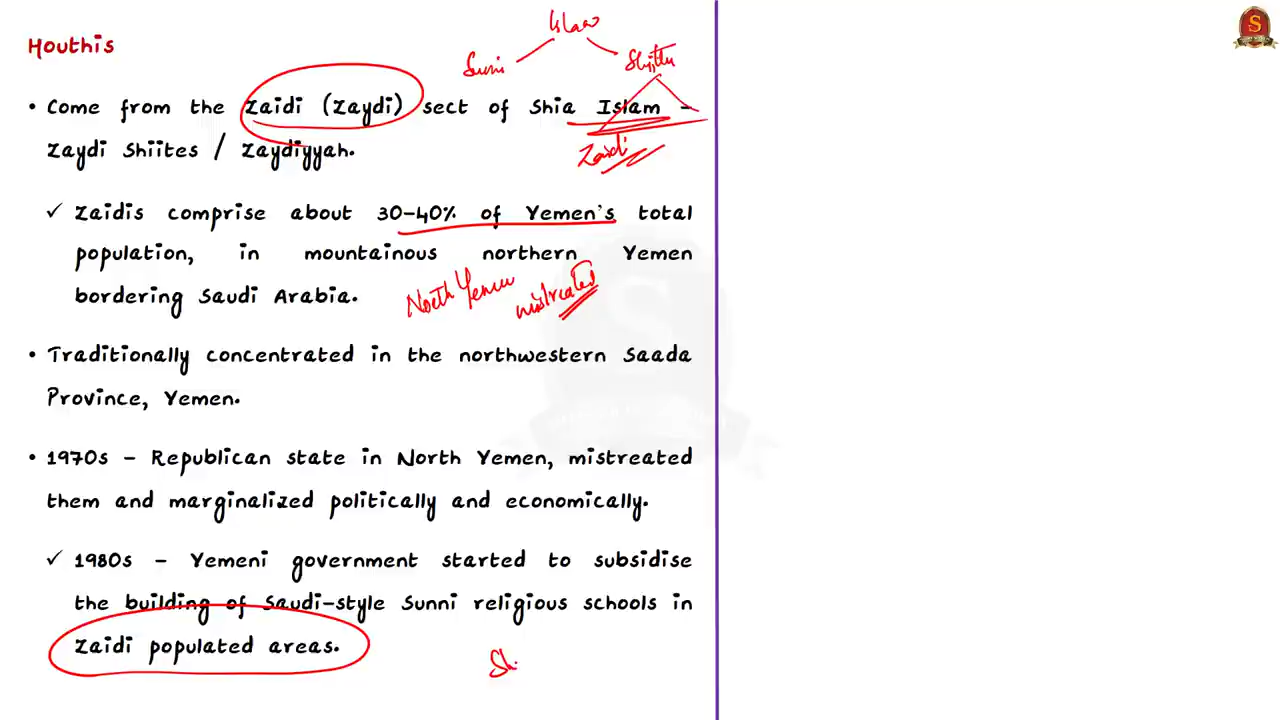 Houthis
Islam
Sunni
Shiite
• Come from the Zaidi (Zaydi) sect of Shia Islam –
Zaydi Shiites / Zaydiyyah.
Zaidi
✓ Zaidis comprise about 30–40% of Yemen's total
population, in mountainous northern Yemen
bordering Saudi Arabia.
North Yemen mistreated
• Traditionally concentrated in the northwestern Saada
Province, Yemen.
• 1970s – Republican state in North Yemen, mistreated
them and marginalized politically and economically.
✓ 1980s – Yemeni government started to subsidise
the building of Saudi-style Sunni religious schools in
Zaidi populated areas.
Sh